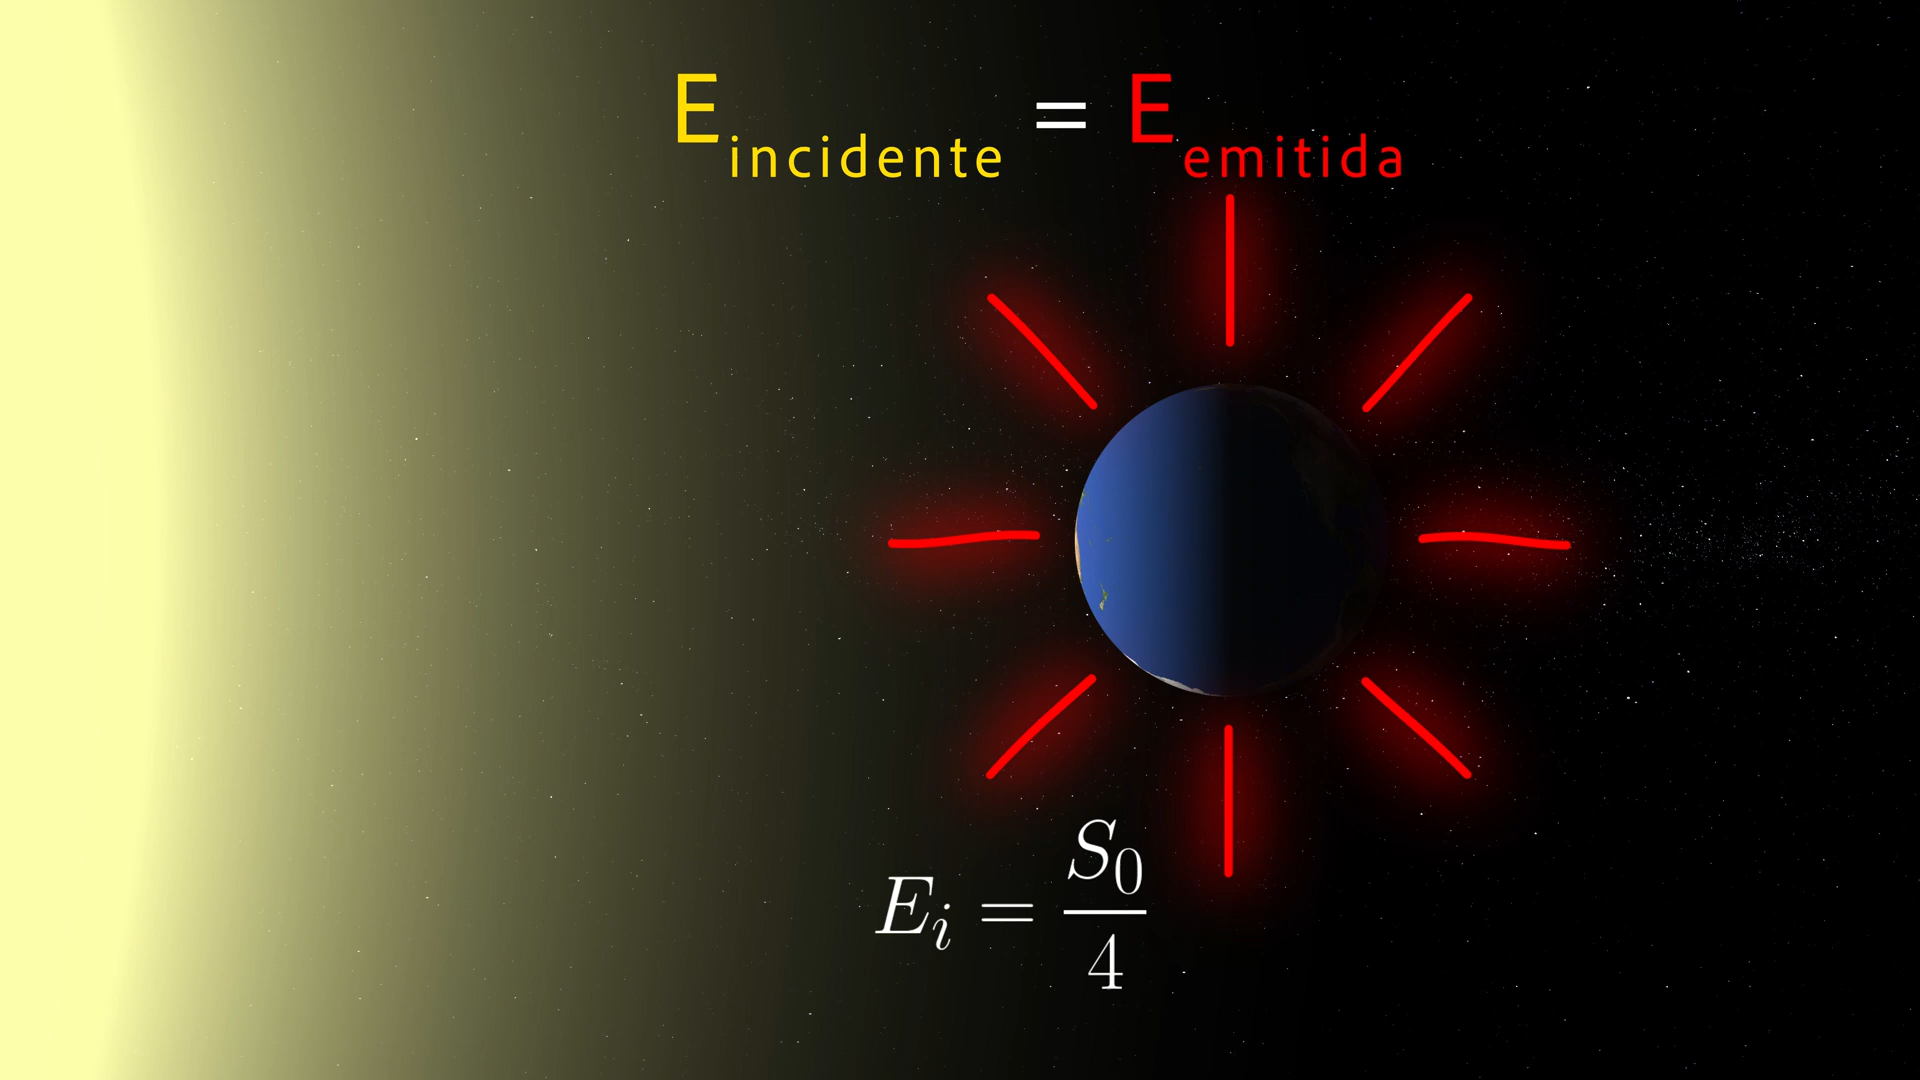 E_incidente = E_emitida
E_i = S_0/4